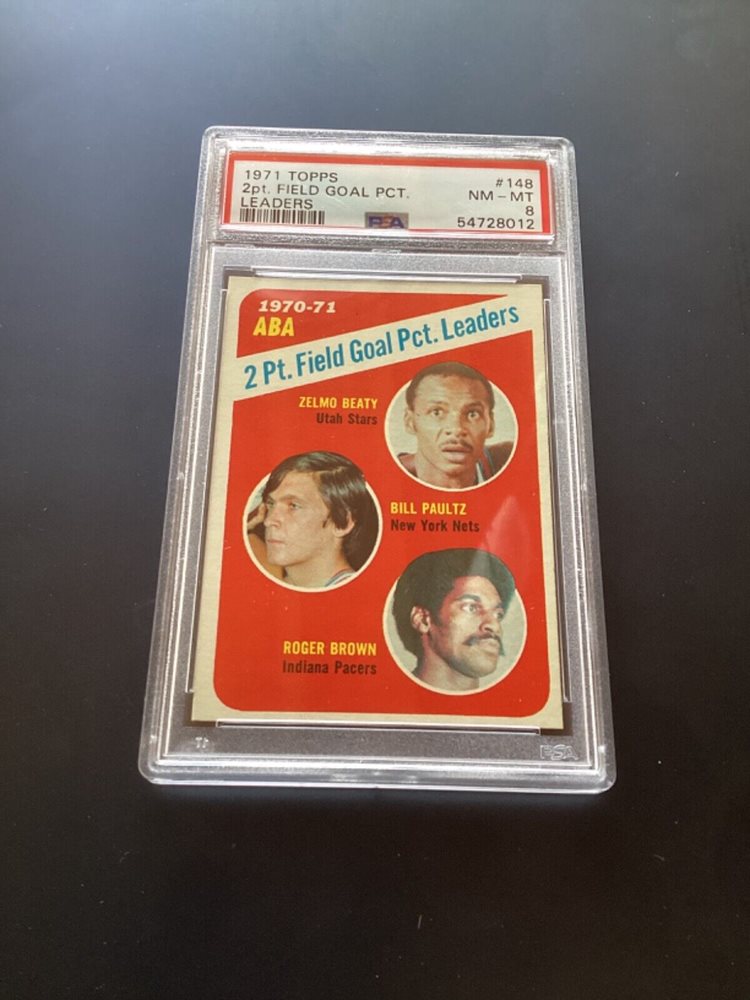 1971 TOPPS
#148
2pt. FIELD GOAL PCT.
NM - MT
LEADERS
8
PSA
54728012
1970-71
ABA
2 Pt. Field Goal Pct. Leaders
ZELMO BEATY
Utah Stars
BILL PAULTZ
New York Nets
ROGER BROWN
Indiana Pacers
PSA